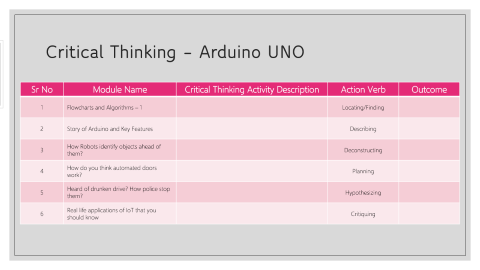 Critical Thinking – Arduino UNO
Sr No Module Name Critical Thinking Activity Description Action Verb Outcome
1 Flowcharts and Algorithms – 1 Locating/Finding
2 Story of Arduino and Key Features Describing
3 How Robots identify objects ahead of them? Deconstructing
4 How do you think automated doors work? Planning
5 Heard of drunken drive? How police stop them? Hypothesizing
6 Real life applications of IoT that you should know Critiquing